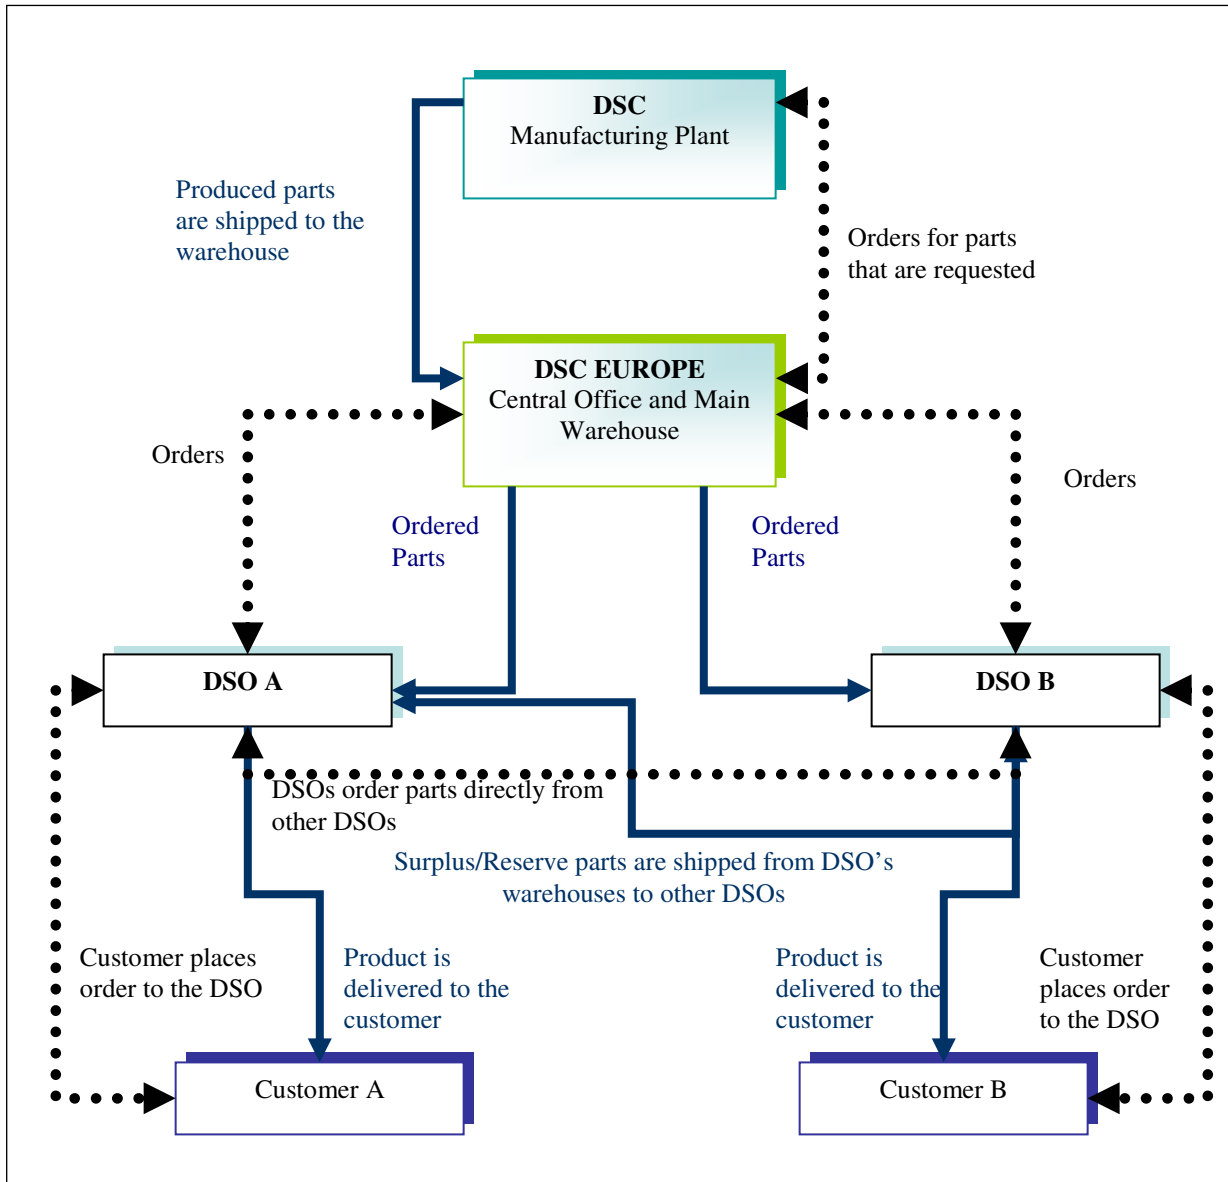 DSC
Manufacturing Plant
Produced parts
are shipped to the
warehouse
Orders for parts
that are requested
DSC EUROPE
Central Office and Main
Warehouse
Orders
Orders
Ordered
Parts
Ordered
Parts
DSO A
DSO B
DSOs order parts directly from
other DSOs
Surplus/Reserve parts are shipped from DSO’s
warehouses to other DSOs
Customer places
order to the DSO
Product is
delivered to the
customer
Product is
delivered to the
customer
Customer
places order
to the DSO
Customer A
Customer B